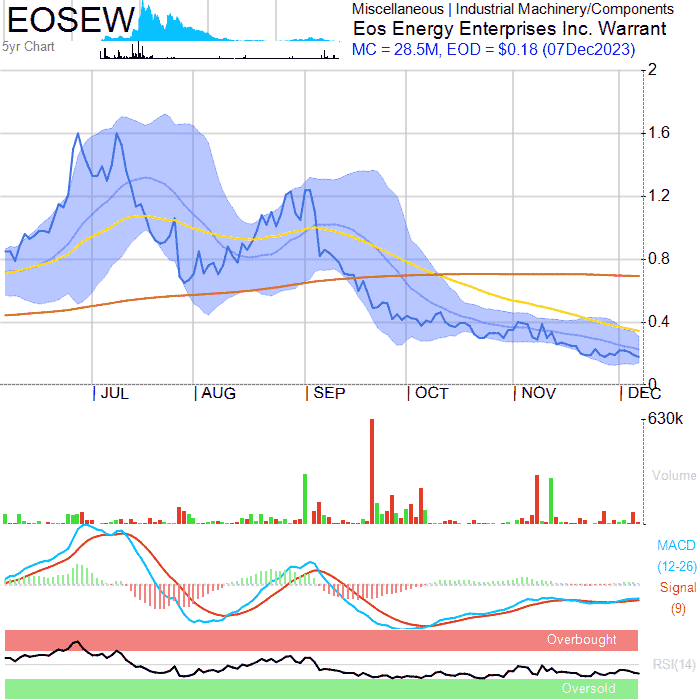 EOSEW
5yr Chart
Miscellaneous | Industrial Machinery/Components
Eos Energy Enterprises Inc. Warrant
MC = 28.5M, EOD = $0.18 (07Dec2023)
2
1.6
1.2
0.8
0.4
0
JUL AUG SEP OCT NOV DEC
630k
Volume
MACD
(12-26)
Signal
(9)
Overbought
RSI(14)
Oversold